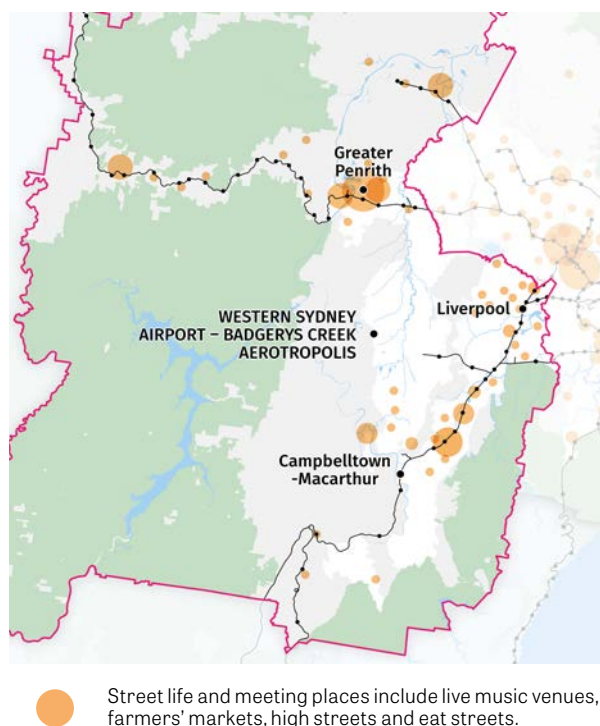 Greater
Penrith
Liverpool
WESTERN SYDNEY
AIRPORT – BADGERYS CREEK
AEROTROPOLIS
Campbelltown
-Macarthur
Street life and meeting places include live music venues,
farmers’ markets, high streets and eat streets.